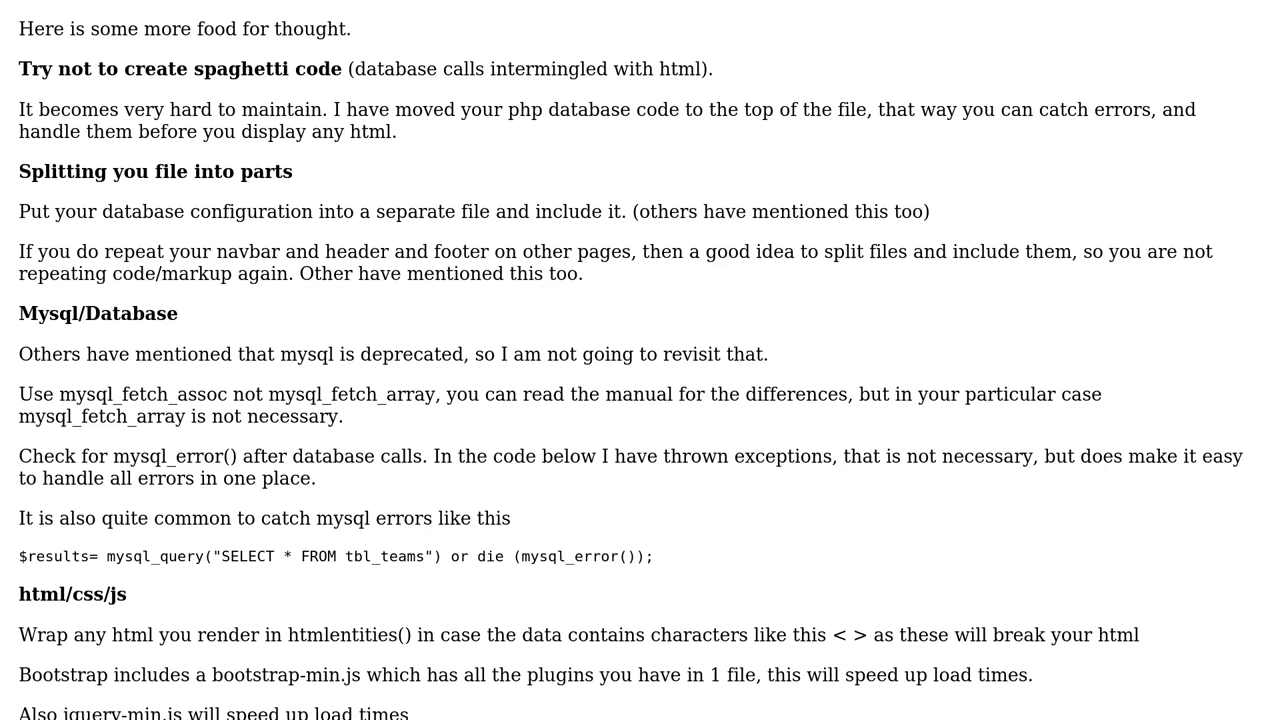 Here is some more food for thought.
Try not to create spaghetti code (database calls intermingled with html).
It becomes very hard to maintain. I have moved your php database code to the top of the file, that way you can catch errors, and
handle them before you display any html.
Splitting you file into parts
Put your database configuration into a separate file and include it. (others have mentioned this too)
If you do repeat your navbar and header and footer on other pages, then a good idea to split files and include them, so you are not
repeating code/markup again. Other have mentioned this too.
Mysql/Database
Others have mentioned that mysql is deprecated, so I am not going to revisit that.
Use mysql_fetch_assoc not mysql_fetch_array, you can read the manual for the differences, but in your particular case
mysql_fetch_array is not necessary.
Check for mysql_error() after database calls. In the code below I have thrown exceptions, that is not necessary, but does make it easy
to handle all errors in one place.
It is also quite common to catch mysql errors like this
$results= mysql_query("SELECT * FROM tbl_teams") or die (mysql_error());
html/css/js
Wrap any html you render in htmlentities() in case the data contains characters like this < > as these will break your html
Bootstrap includes a bootstrap-min.js which has all the plugins you have in 1 file, this will speed up load times.
Also jquery-min.js will speed up load times